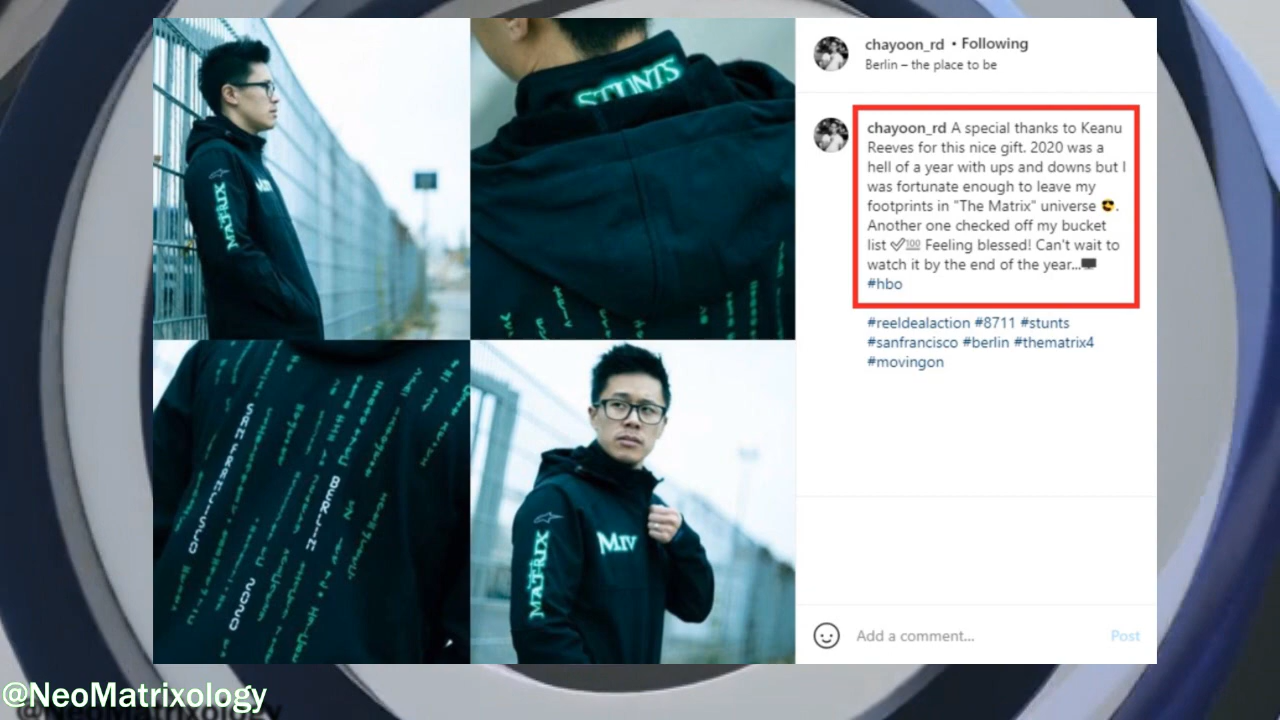 chayoon_rd • Following
Berlin – the place to be
chayoon_rd A special thanks to Keanu
Reeves for this nice gift. 2020 was a
hell of a year with ups and downs but I
was fortunate enough to leave my
footprints in "The Matrix" universe 😎.
Another one checked off my bucket
list ✔💯 Feeling blessed! Can't wait to
watch it by the end of the year...🖥
#hbo
#reeldealaction #8711 #stunts
#sanfrancisco #berlin #thematrix4
#movingon
Add a comment...
Post
MATRIX
MIV
STUNTS
SAN FRANCISCO
BERLIN
2020
MATRIX
MIV
@NeoMatrixology